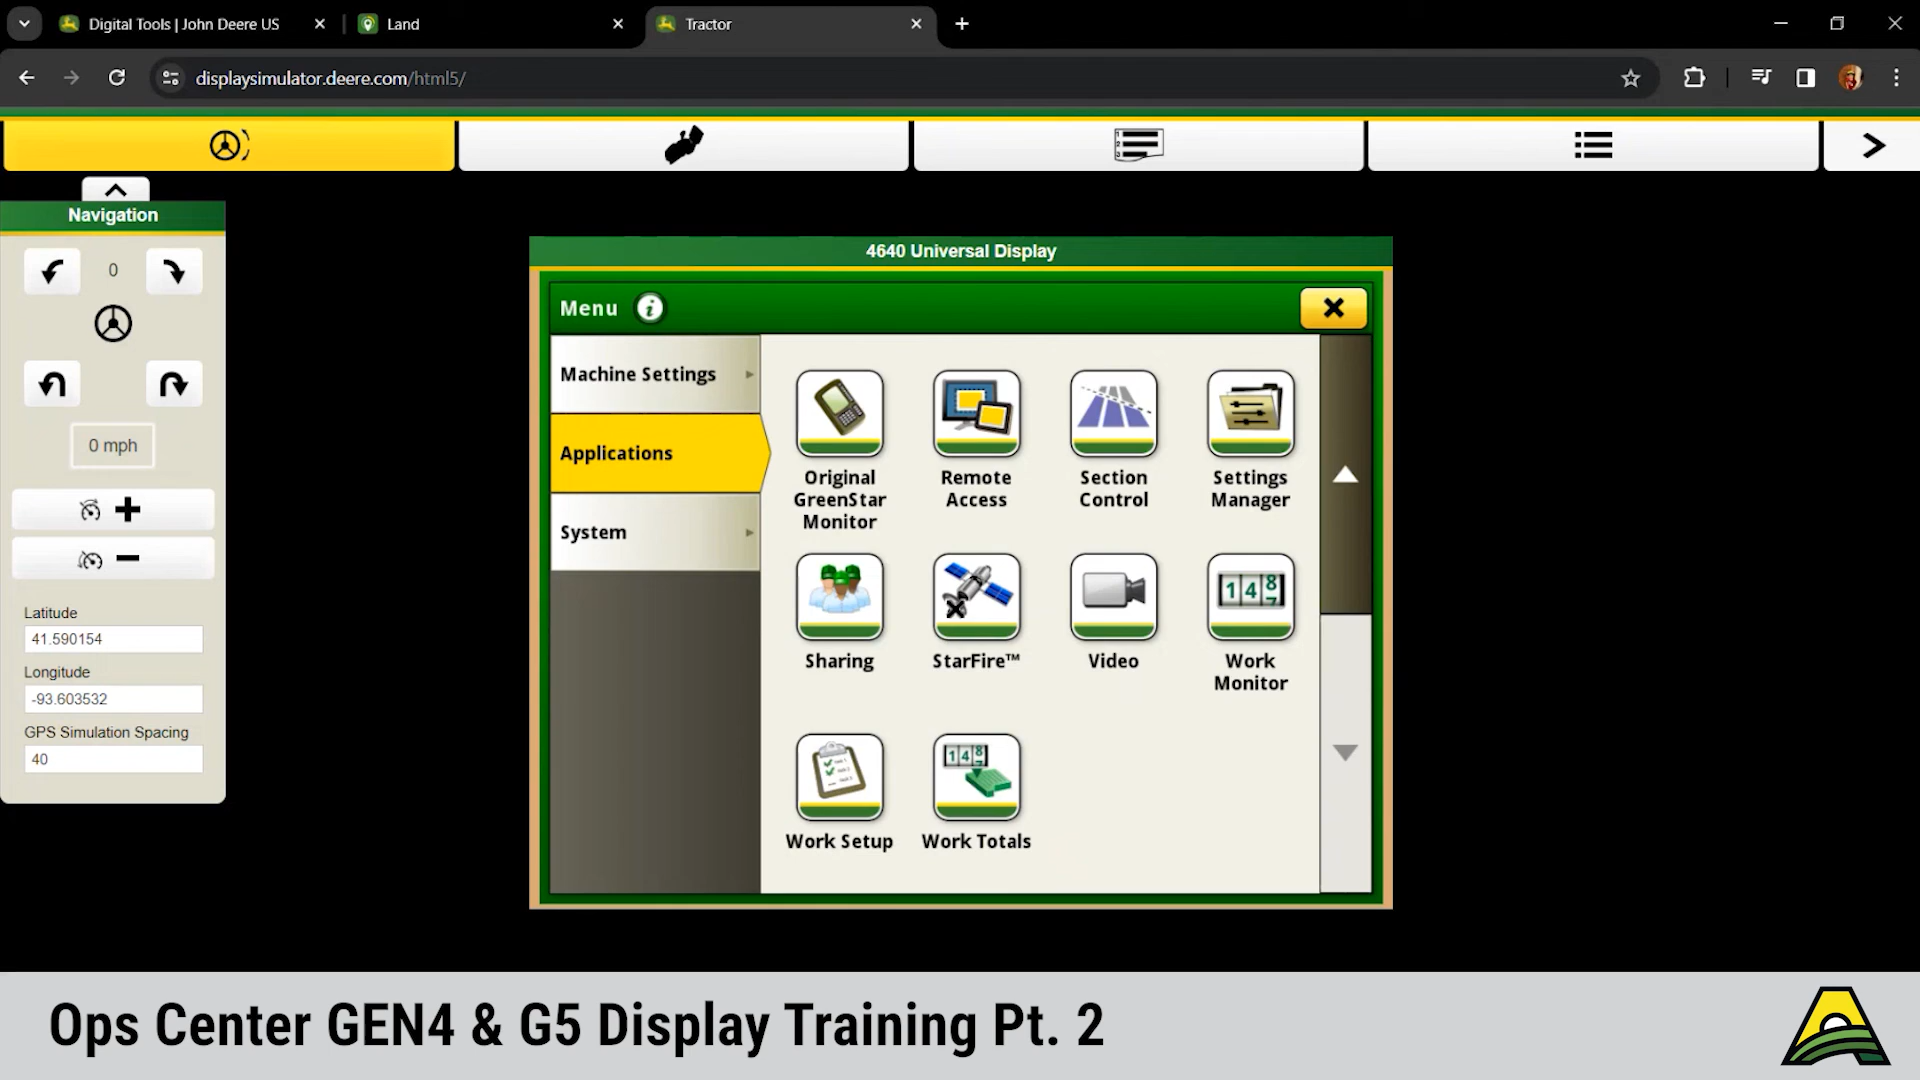 Digital Tools | John Deere US
Land
Tractor
displaysimulator.deere.com/html5/
Navigation
0
0 mph
Latitude
41.590154
Longitude
-93.603532
GPS Simulation Spacing
40
4640 Universal Display
Menu
Machine Settings
Applications
System
Original
GreenStar
Monitor
Remote
Access
Section
Control
Settings
Manager
Sharing
StarFire™
Video
Work
Monitor
Work Setup
Work Totals
Ops Center GEN4 & G5 Display Training Pt. 2